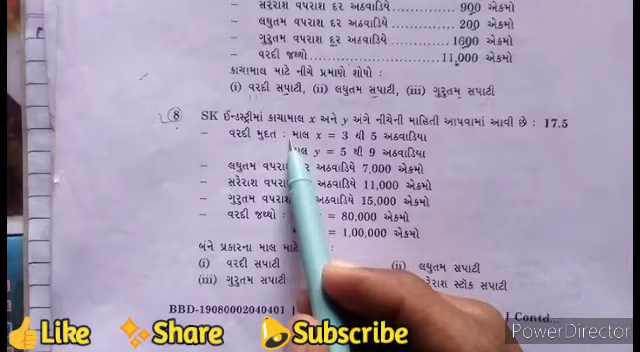 – સરેરાશ વપરાશ દર અઠવાડિયે .............. 900 એકમો
– લઘુતમ વપરાશ દર અઠવાડિયે .............. 200 એકમો
– ગુરુતમ વપરાશ દર અઠવાડિયે .............. 1600 એકમો
– વરદી જથ્થો .............. 11,000 એકમો
કાચામાલ માટે નીચે પ્રમાણે શોધો :
(i) વરદી સપાટી, (ii) લઘુતમ સપાટી, (iii) ગુરુતમ સપાટી
8 SK ઈન્ડસ્ટ્રીમાં કાચામાલ x અને y અંગે નીચેની માહિતી આપવામાં આવી છે : 17.5
– વરદી મુદત : માલ x = 3 થી 5 અઠવાડિયા
y = 5 થી 9 અઠવાડિયા
– લઘુતમ વપરાશ અઠવાડિયે 7,000 એકમો
– સરેરાશ વપરાશ અઠવાડિયે 11,000 એકમો
– ગુરુતમ વપરાશ અઠવાડિયે 15,000 એકમો
– વરદી જથ્થો : = 80,000 એકમો
= 1,00,000 એકમો
બંને પ્રકારના માલ માટે :
(i) વરદી સપાટી (ii) લઘુતમ સપાટી
(iii) ગુરુતમ સપાટી સ્ટોક સપાટી
BBD-19080002040401 [ Contd...
Like Share Subscribe
PowerDirector